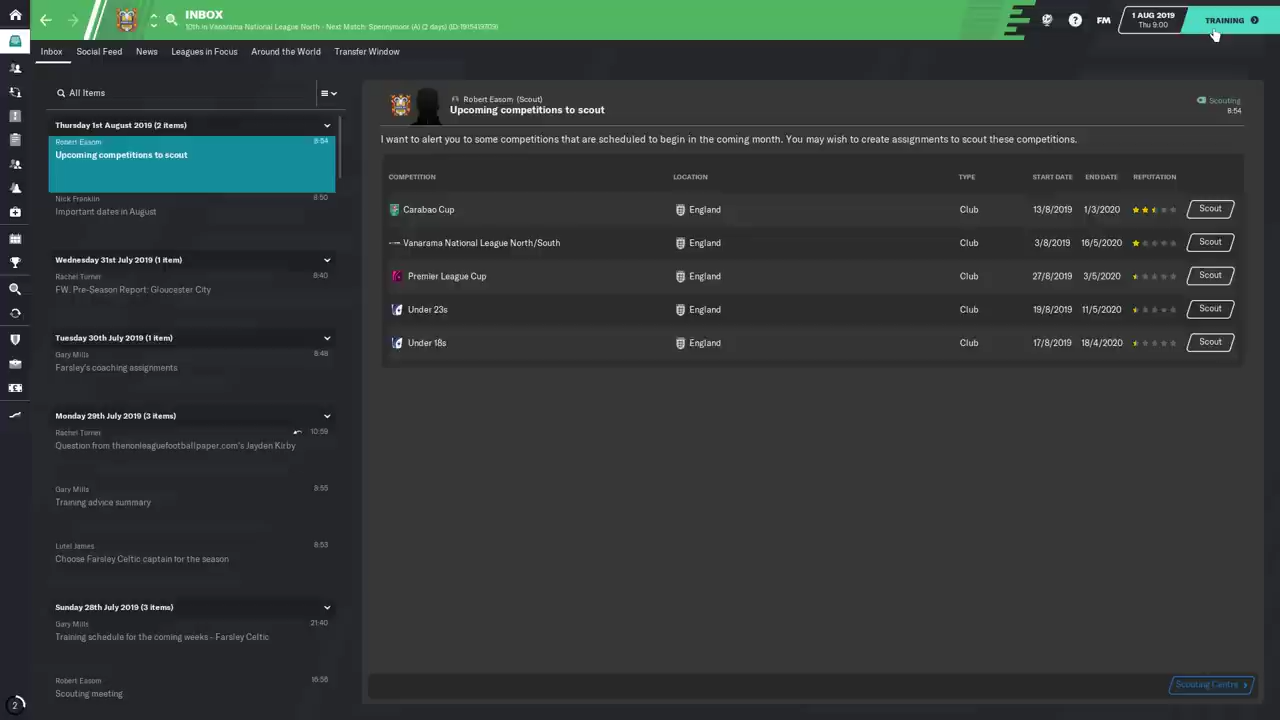 INBOX
10th in Vanarama National League North - Next Match: Spennymoor (A) (2 days) (ID:1915413703)
FM
1 AUG 2019
Thu 9:00
TRAINING
Inbox
Social Feed
News
Leagues in Focus
Around the World
Transfer Window
All Items
Thursday 1st August 2019 (2 items)
Robert Easom 8:54
Upcoming competitions to scout
Nick Franklin 8:50
Important dates in August
Wednesday 31st July 2019 (1 item)
Rachel Turner 8:40
FW: Pre-Season Report: Gloucester City
Tuesday 30th July 2019 (1 item)
Gary Mills 8:48
Farsley's coaching assignments
Monday 29th July 2019 (3 items)
Rachel Turner 10:59
Question from thenonleaguefootballpaper.com's Jayden Kirby
Gary Mills 8:55
Training advice summary
Lutel James 8:53
Choose Farsley Celtic captain for the season
Sunday 28th July 2019 (3 items)
Gary Mills 21:40
Training schedule for the coming weeks - Farsley Celtic
Robert Easom 16:56
Scouting meeting
2
Robert Easom (Scout)
Upcoming competitions to scout
Scouting
8:54
I want to alert you to some competitions that are scheduled to begin in the coming month. You may wish to create assignments to scout these competitions.
COMPETITION LOCATION TYPE START DATE END DATE REPUTATION
Carabao Cup England Club 13/8/2019 1/3/2020 Scout
Vanarama National League North/South England Club 3/8/2019 16/5/2020 Scout
Premier League Cup England Club 27/8/2019 3/5/2020 Scout
Under 23s England Club 19/8/2019 11/5/2020 Scout
Under 18s England Club 17/8/2019 18/4/2020 Scout
Scouting Centre